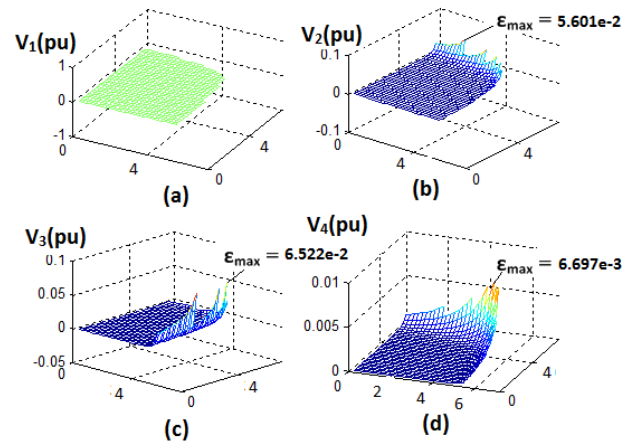 V1(pu)
1
0
-1
0
4
0
4
(a)
V2(pu)
εmax = 5.601e-2
0.1
0
-0.1
0
4
0
4
(b)
V3(pu)
εmax = 6.522e-2
0.1
0.05
0
-0.05
0
4
0
4
(c)
V4(pu)
εmax = 6.697e-3
0.01
0.005
0
0
2
4
6
0
4
(d)